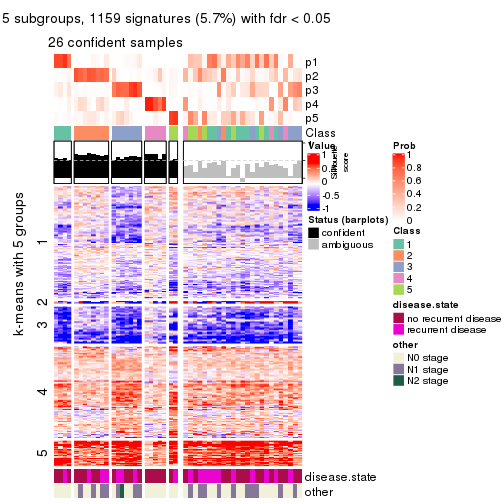 5 subgroups, 1159 signatures (5.7%) with fdr < 0.05
26 confident samples
p1
p2
p3
p4
p5
Class
k-means with 5 groups
1
2
3
4
5
disease.state
other
Value
1
0.5
0
-0.5
-1
Silhouette
score
Status (barplots)
confident
ambiguous
Prob
1
0.8
0.6
0.4
0.2
0
Class
1
2
3
4
5
disease.state
no recurrent disease
recurrent disease
other
N0 stage
N1 stage
N2 stage